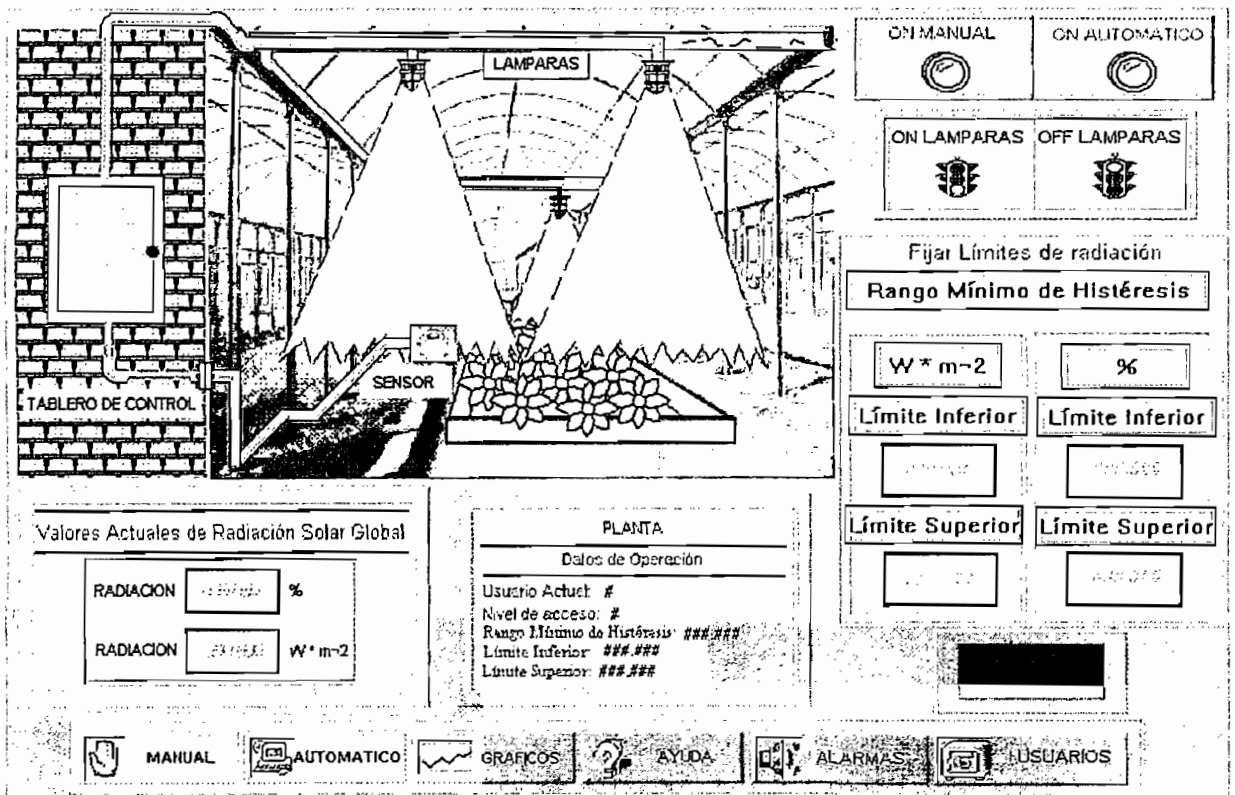 ON MANUAL
ON AUTOMATICO
LAMPARAS
ON LAMPARAS
OFF LAMPARAS
Fijar Límites de radiación
Rango Mínimo de Histéresis
W * m¬2
%
SENSOR
TABLERO DE CONTROL
Límite Inferior
Límite Inferior
Límite Superior
Límite Superior
Valores Actuales de Radiación Solar Global
RADIACION
%
RADIACION
W * m¬2
PLANTA
Datos de Operación
Usuario Actual: #
Nivel de acceso: #
Rango Mínimo de Histéresis: ###.###
Límite Inferior: ###.###
Límite Superior: ###.###
MANUAL
AUTOMATICO
GRAFICOS
AYUDA
ALARMAS
USUARIOS